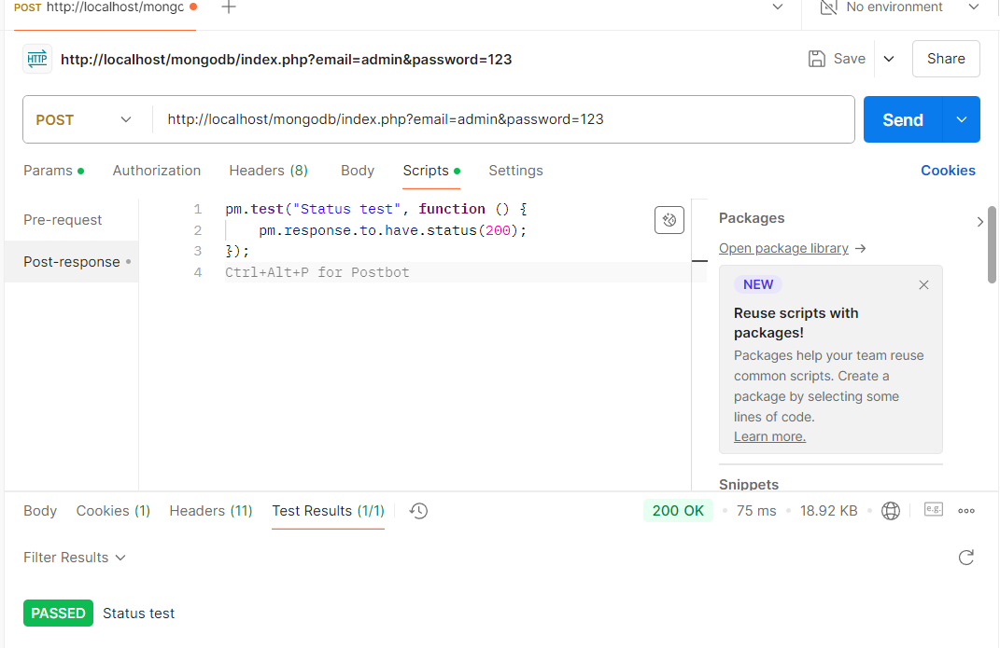 POST http://localhost/mongc No environment
HTTP http://localhost/mongodb/index.php?email=admin&password=123 Save Share
POST http://localhost/mongodb/index.php?email=admin&password=123 Send
Params Authorization Headers (8) Body Scripts Settings Cookies
Pre-request
Post-response
1 pm.test("Status test", function () {
2 pm.response.to.have.status(200);
3 });
4 Ctrl+Alt+P for Postbot
Packages
Open package library →
NEW
Reuse scripts with
packages!
Packages help your team reuse
common scripts. Create a
package by selecting some
lines of code.
Learn more.
Snippets
Body Cookies (1) Headers (11) Test Results (1/1) 200 OK 75 ms 18.92 KB e.g.
Filter Results
PASSED Status test